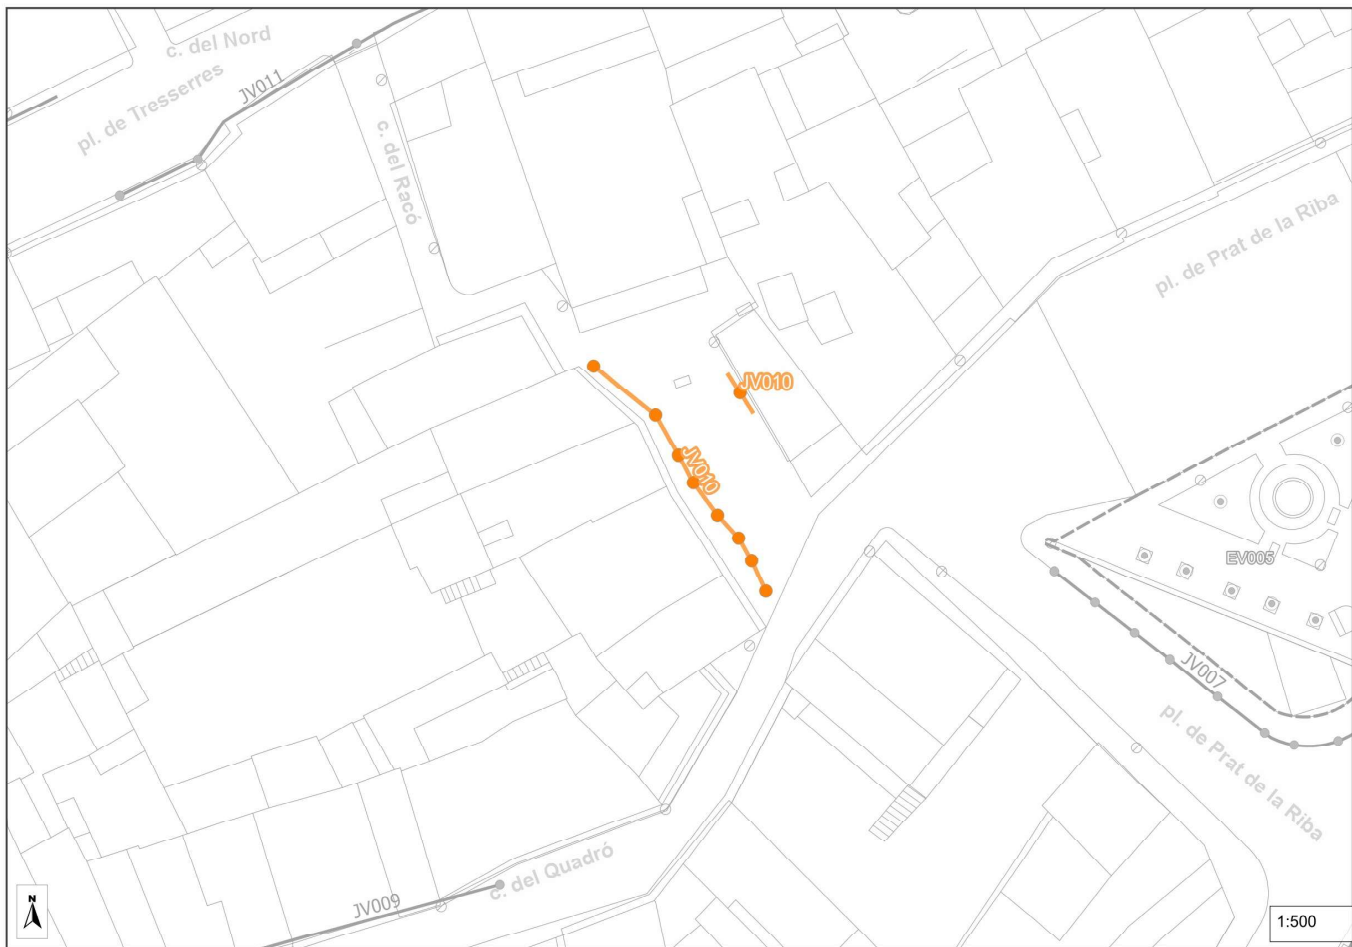 c. del Nord
pl. de Tresserres
JV011
c. del Racó
pl. de Prat de la Riba
JV010
JV010
EV005
JV007
pl. de Prat de la Riba
c. del Quadró
JV009
N
1:500